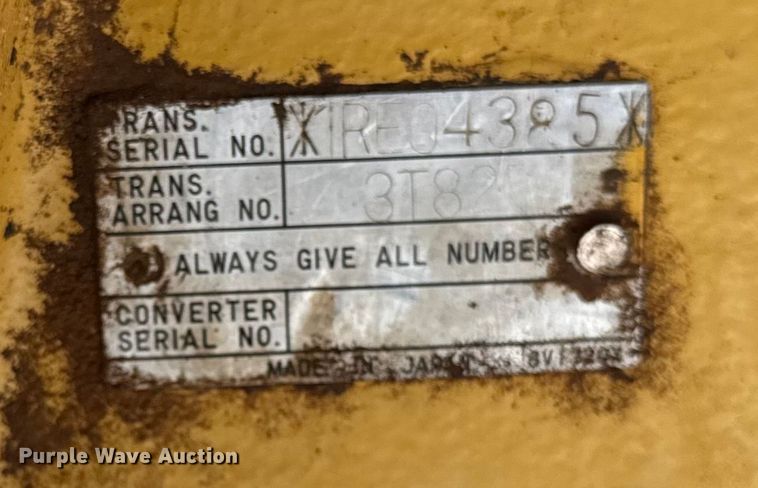 TRANS.
SERIAL NO. X1RE04385X
TRANS.
ARRANG NO.
ALWAYS GIVE ALL NUMBER
CONVERTER
SERIAL NO.
MADE IN JAPAN
Purple Wave Auction